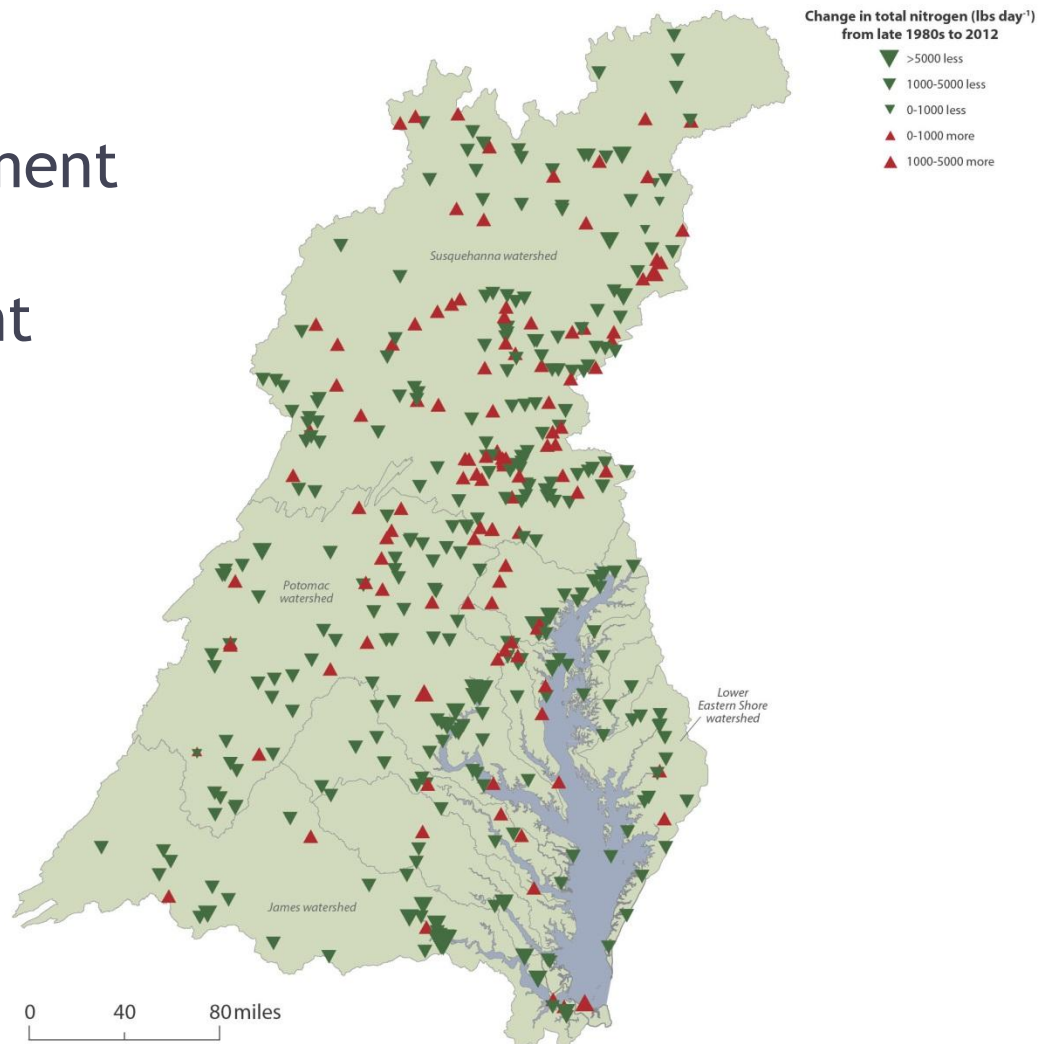 nent
nt
Change in total nitrogen (lbs day⁻¹)
from late 1980s to 2012
>5000 less
1000-5000 less
0-1000 less
0-1000 more
1000-5000 more
Susquehanna watershed
Potomac
watershed
Lower
Eastern Shore
watershed
James watershed
0 40 80 miles